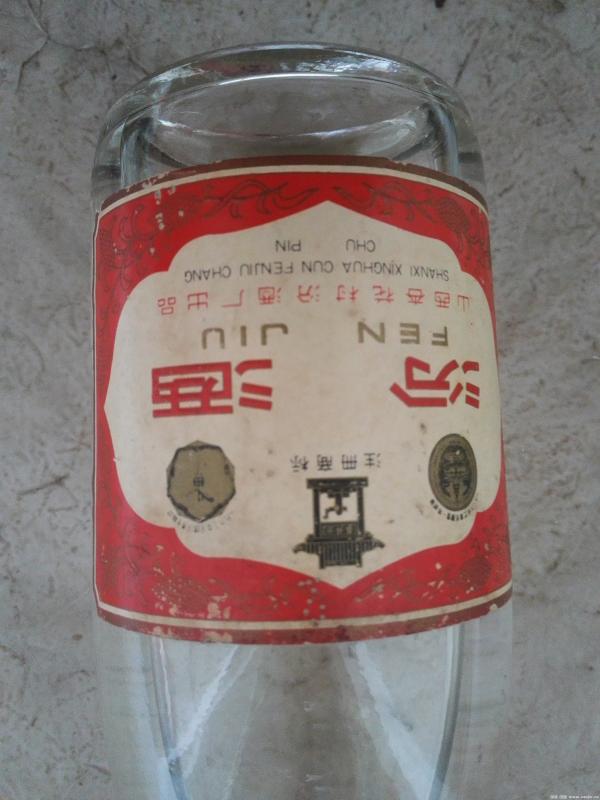 注册商标
汾酒
FEN JIU
山西杏花村汾酒厂出品
SHANXI XINGHUA CUN FENJIU CHANG
CHU PIN